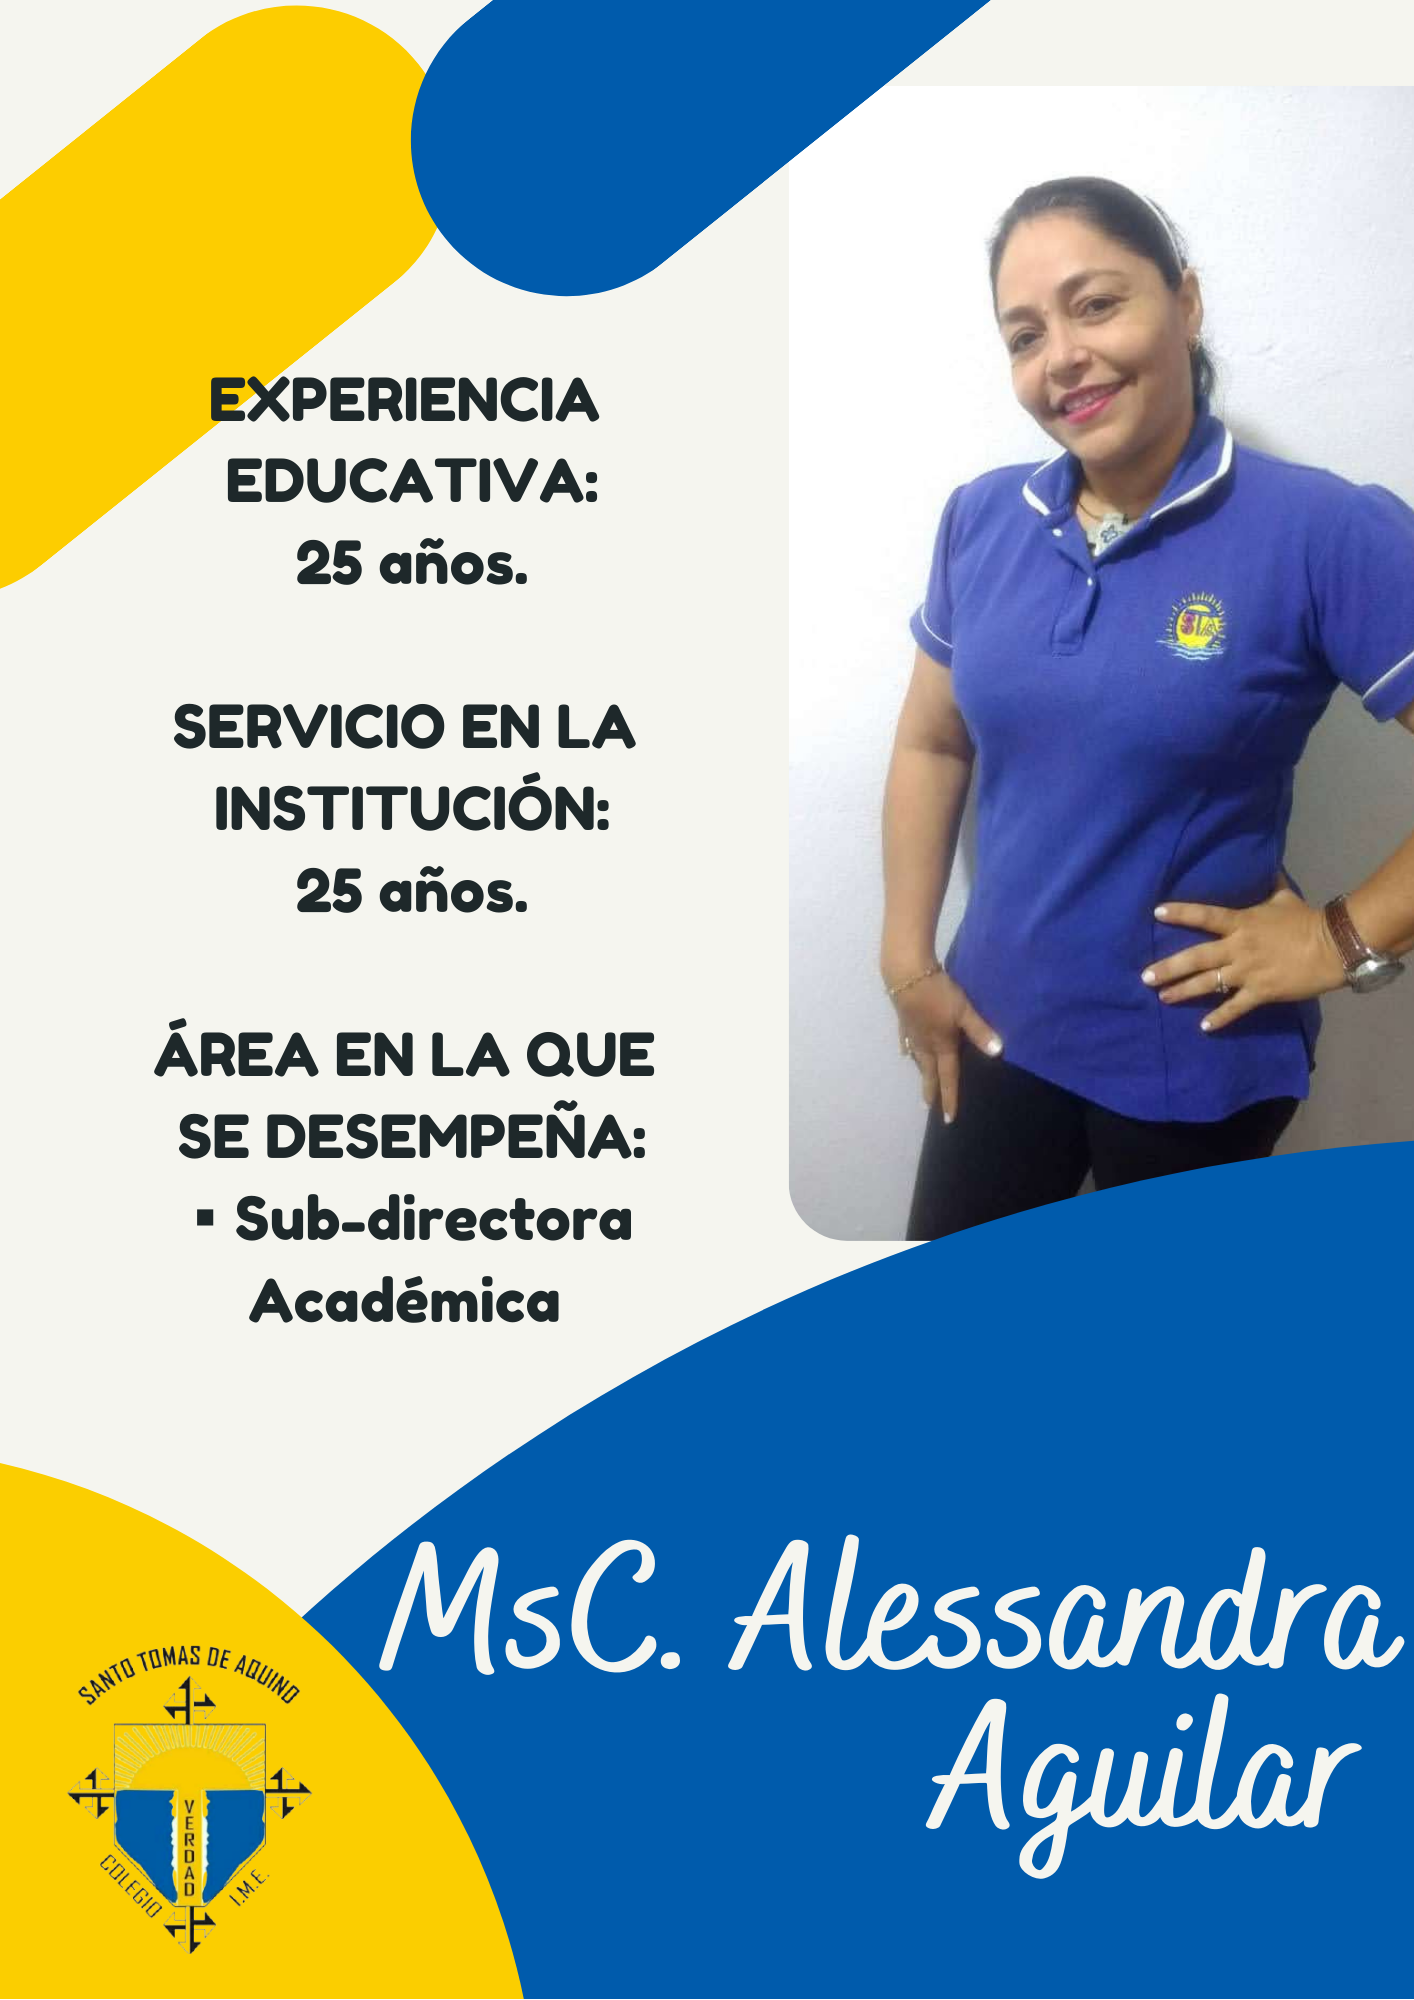 EXPERIENCIA
EDUCATIVA:
25 años.
SERVICIO EN LA
INSTITUCIÓN:
25 años.
ÁREA EN LA QUE
SE DESEMPEÑA:
▪ Sub-directora
Académica
MsC. Alessandra
Aguilar
SANTO TOMAS DE AQUINO
VERDAD
COLEGIO
I.M.E.